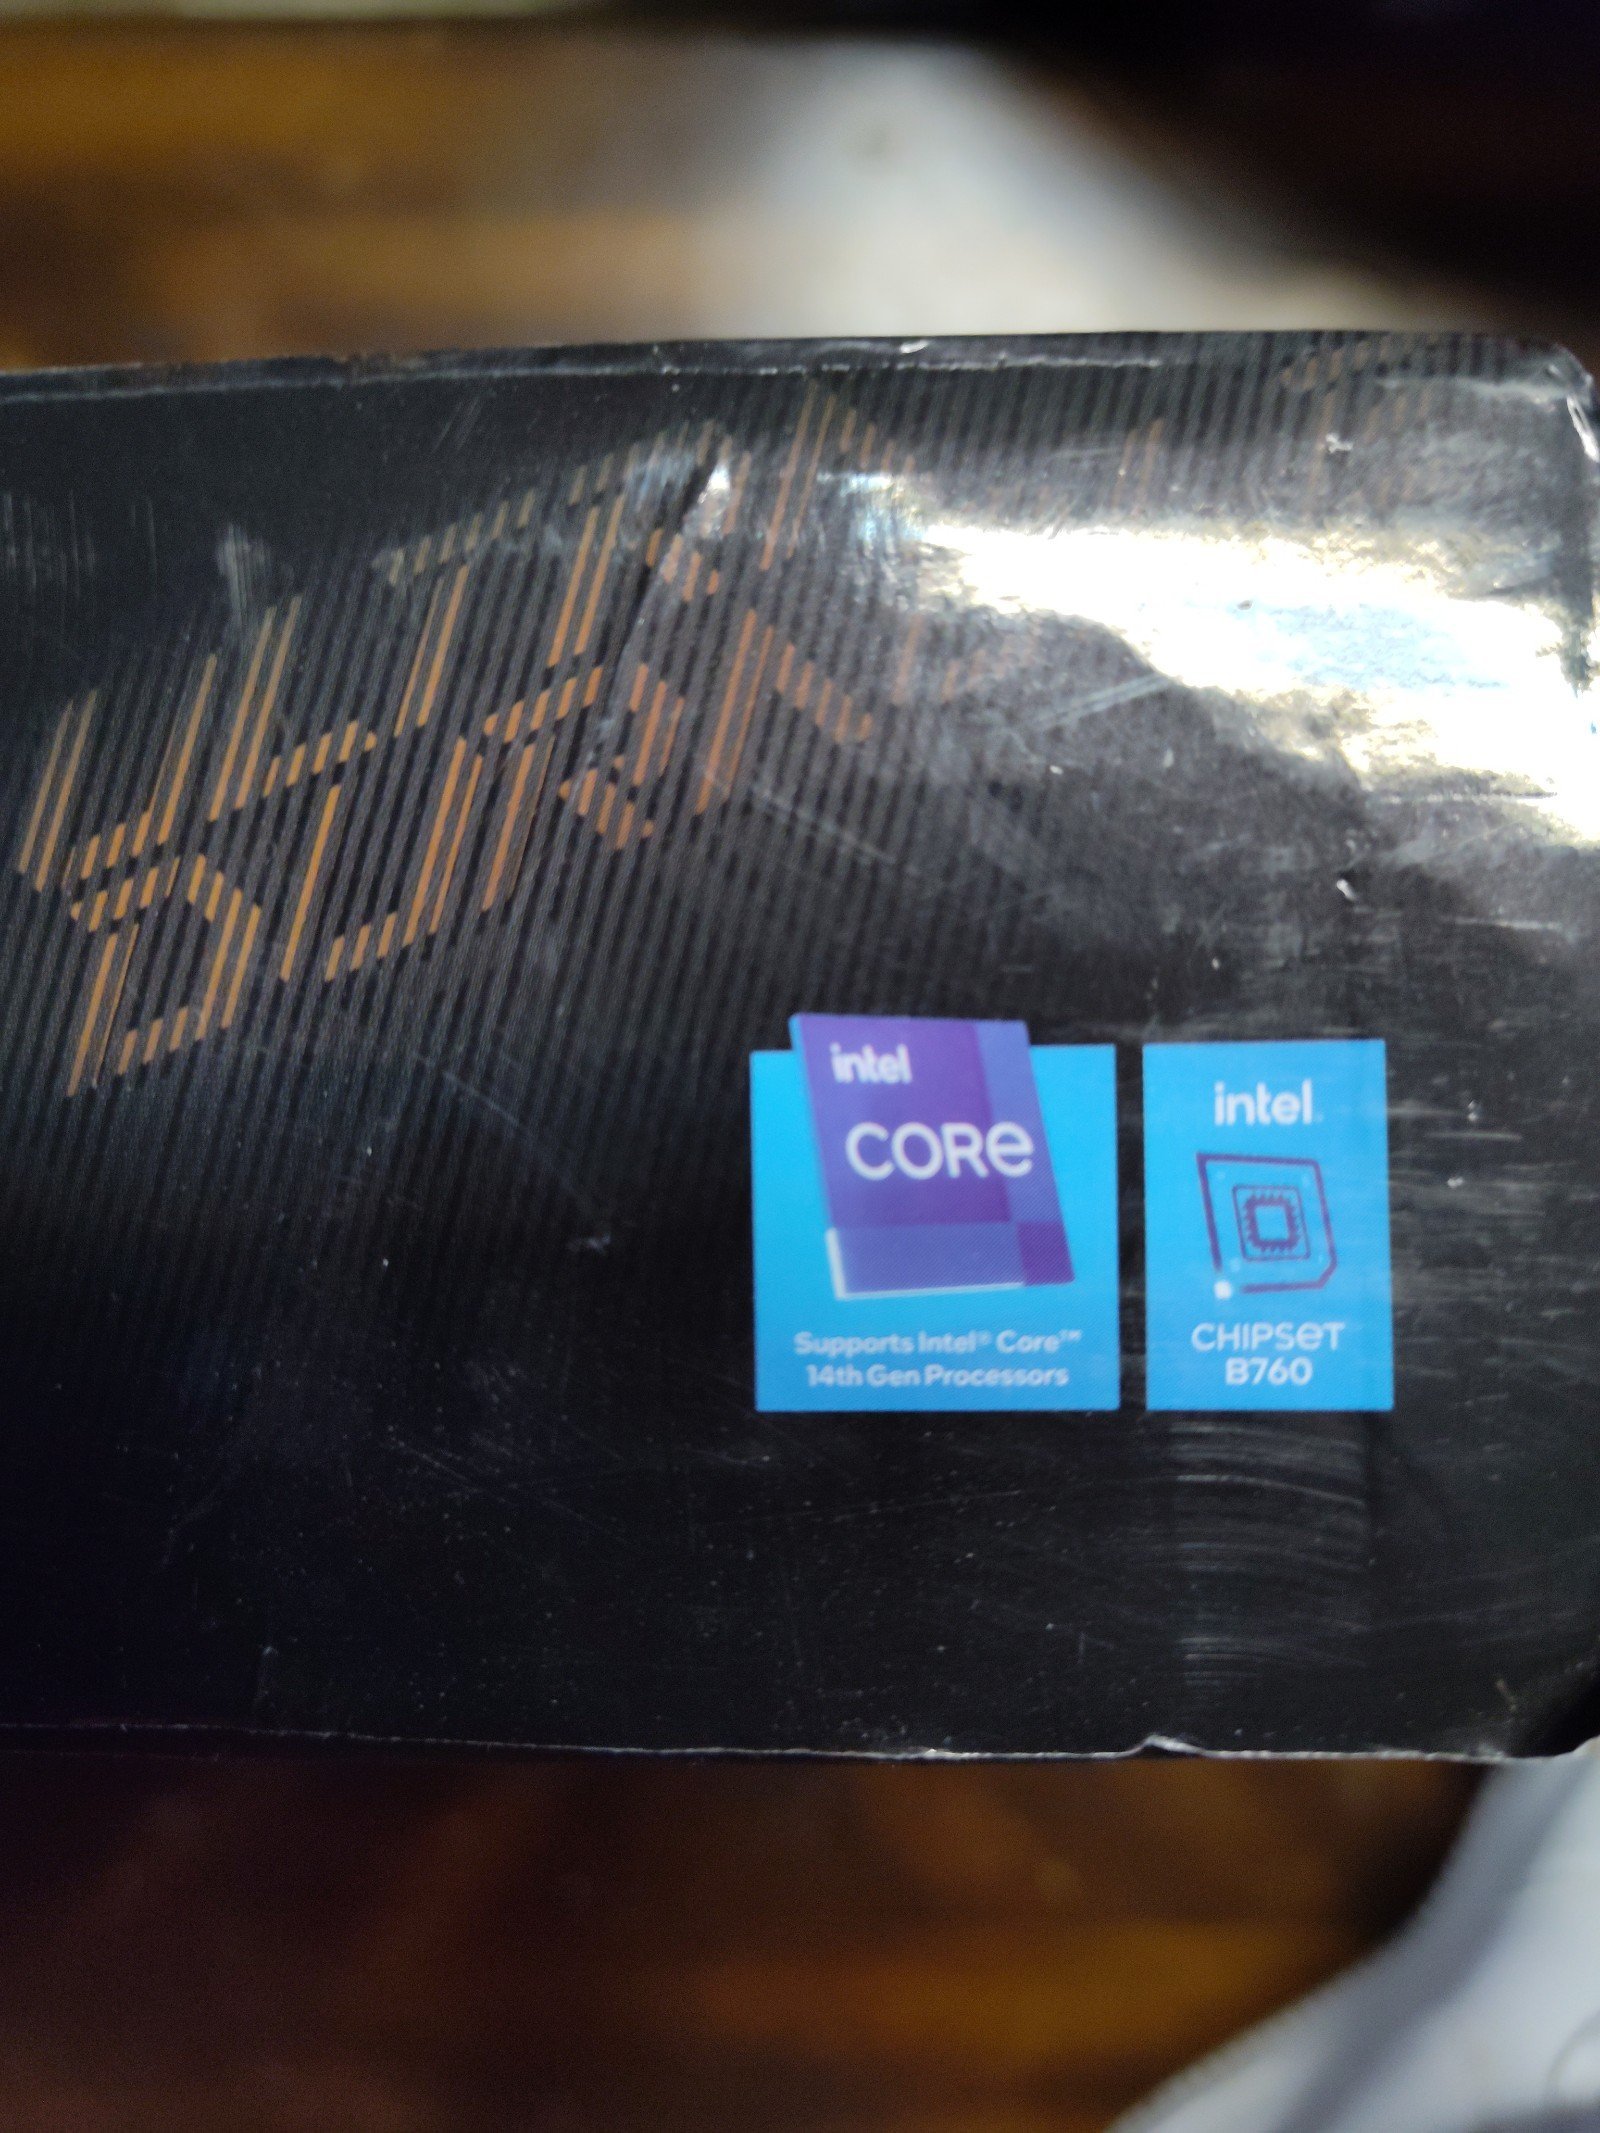 intel
CORe
Supports Intel® Core™
14th Gen Processors
intel.
CHIPSeT
B760